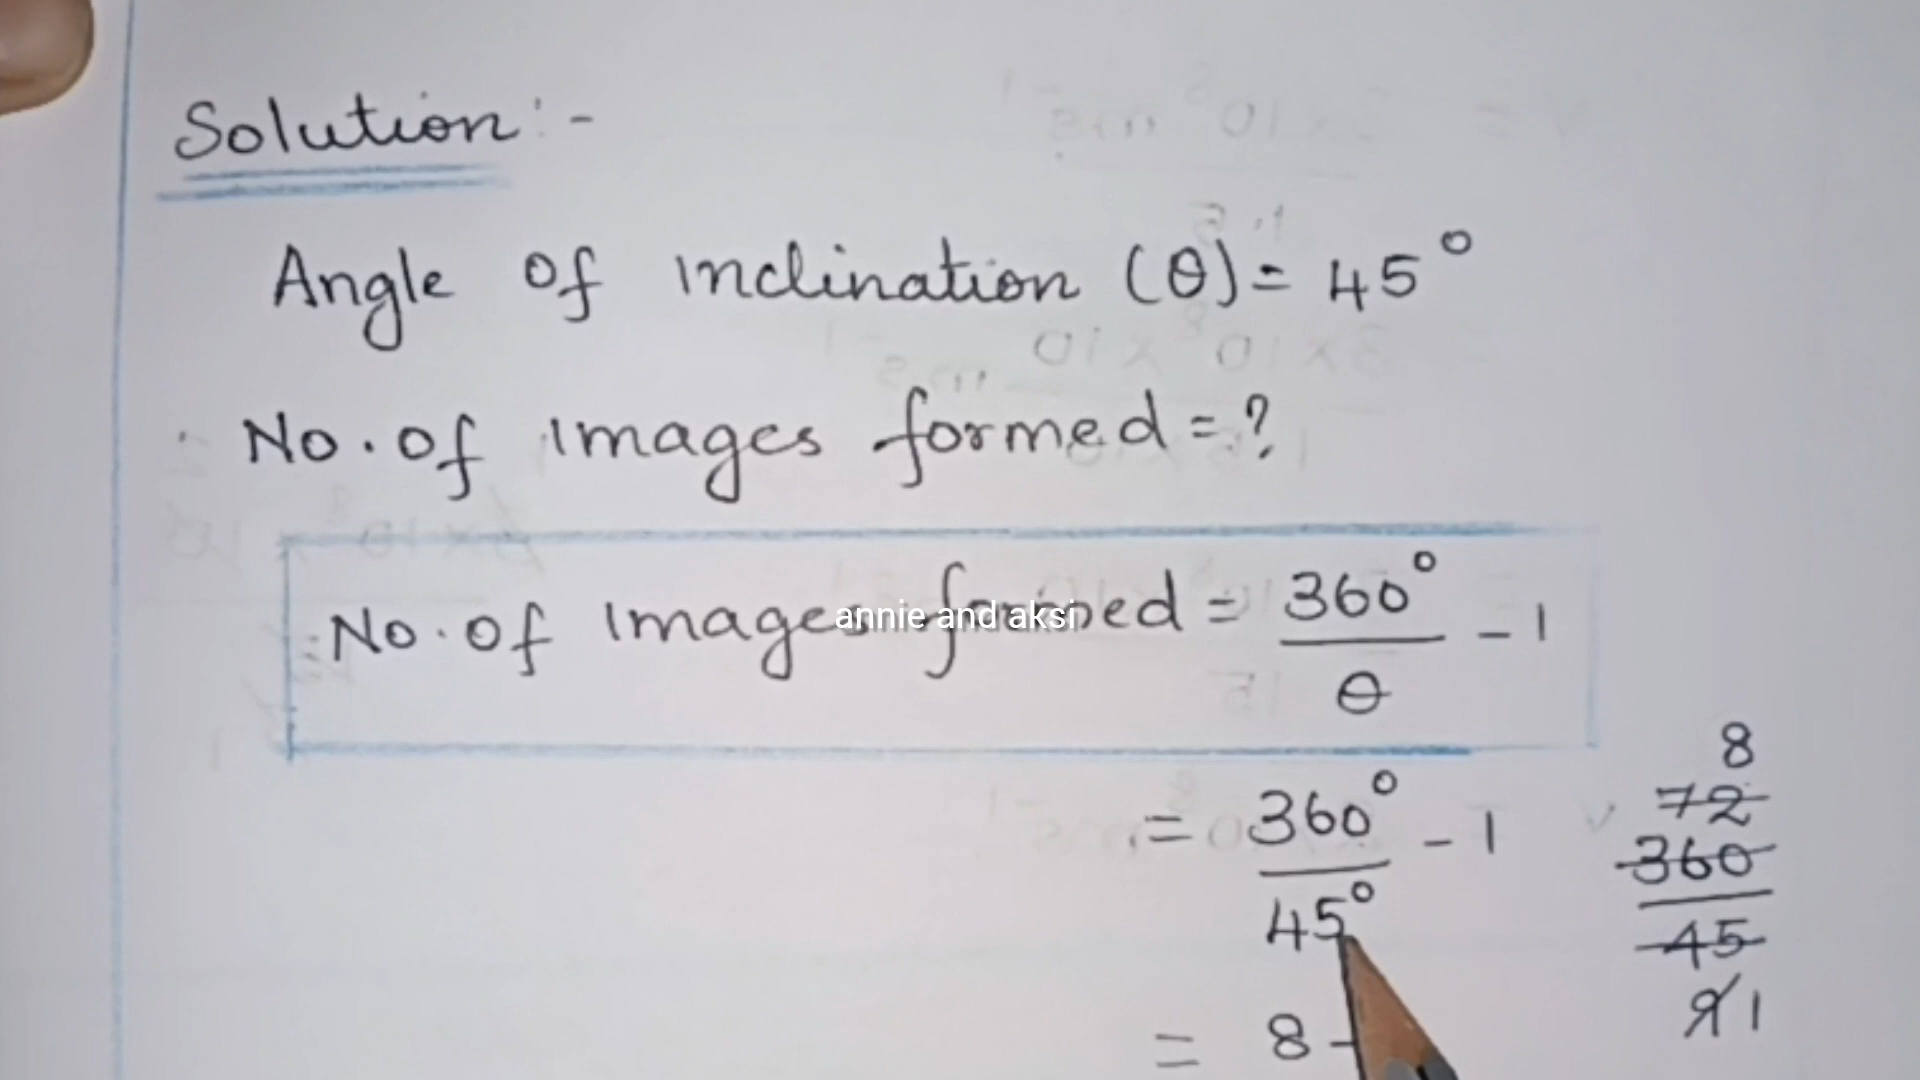 Solution :-
Angle of inclination (θ) = 45°
No. of images formed = ?
No. of images formed = 360° / θ - 1
annie and aksi
= 360° / 45° - 1
= 8 -
8
72
360
45
9 1